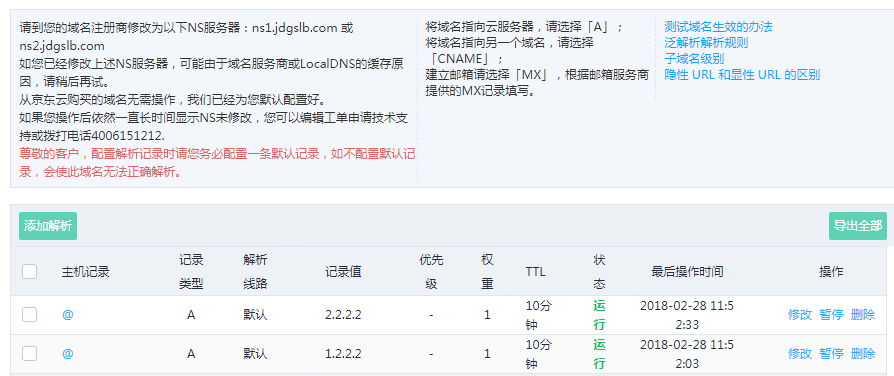 请到您的域名注册商修改为以下NS服务器：ns1.jdgslb.com 或
ns2.jdgslb.com
如您已经修改上述NS服务器，可能由于域名服务商或LocalDNS的缓存原
因，请稍后再试。
从京东云购买的域名无需操作，我们已经为您默认配置好。
如果您操作后依然一直长时间显示NS未修改，您可以编辑工单申请技术支
持或拨打电话4006151212.
尊敬的客户，配置解析记录时请您务必配置一条默认记录，如不配置默认记
录，会使此域名无法正确解析。
将域名指向云服务器，请选择「A」；
将域名指向另一个域名，请选择
「CNAME」；
建立邮箱请选择「MX」，根据邮箱服务商
提供的MX记录填写。
测试域名生效的办法
泛解析解析规则
子域名级别
隐性 URL 和显性 URL 的区别
添加解析
导出全部
主机记录
记录
类型
解析
线路
记录值
优先
级
权
重
TTL
状
态
最后操作时间
操作
@
A
默认
2.2.2.2
-
1
10分
钟
运
行
2018-02-28 11:5
2:33
修改 暂停 删除
@
A
默认
1.2.2.2
-
1
10分
钟
运
行
2018-02-28 11:5
2:03
修改 暂停 删除